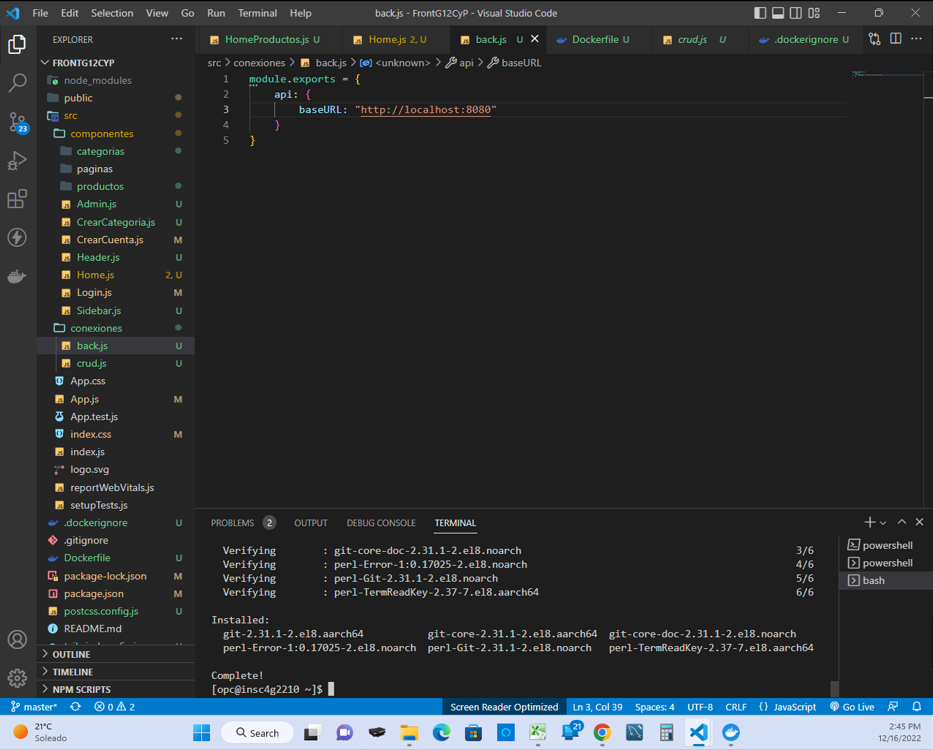 File Edit Selection View Go Run Terminal Help back.js - FrontG12CyP - Visual Studio Code
EXPLORER
HomeProductos.js U Home.js 2, U back.js U Dockerfile U crud.js U .dockerignore U
src > conexiones > back.js > <unknown> > api > baseURL
FRONTG12CYP
node_modules
public
src
componentes
categorias
paginas
productos
Admin.js U
CrearCategoria.js U
CrearCuenta.js M
Header.js U
Home.js 2, U
Login.js M
Sidebar.js U
conexiones
back.js U
crud.js U
App.css
App.js M
App.test.js
index.css M
index.js
logo.svg
reportWebVitals.js
setupTests.js
.dockerignore U
.gitignore
Dockerfile U
package-lock.json M
package.json M
postcss.config.js U
README.md
OUTLINE
TIMELINE
NPM SCRIPTS
23
1 module.exports = {
2 api: {
3 baseURL: "http://localhost:8080"
4 }
5 }
PROBLEMS 2 OUTPUT DEBUG CONSOLE TERMINAL
Verifying : git-core-doc-2.31.1-2.el8.noarch 3/6
Verifying : perl-Error-1:0.17025-2.el8.noarch 4/6
Verifying : perl-Git-2.31.1-2.el8.noarch 5/6
Verifying : perl-TermReadKey-2.37-7.el8.aarch64 6/6
Installed:
git-2.31.1-2.el8.aarch64 git-core-2.31.1-2.el8.aarch64 git-core-doc-2.31.1-2.el8.noarch
perl-Error-1:0.17025-2.el8.noarch perl-Git-2.31.1-2.el8.noarch perl-TermReadKey-2.37-7.el8.aarch64
Complete!
[opc@insc4g2210 ~]$
powershell
powershell
bash
master* 0 2 Screen Reader Optimized Ln 3, Col 39 Spaces: 4 UTF-8 CRLF {} JavaScript Go Live
21°C
Soleado
Search
21
2:45 PM
12/16/2022